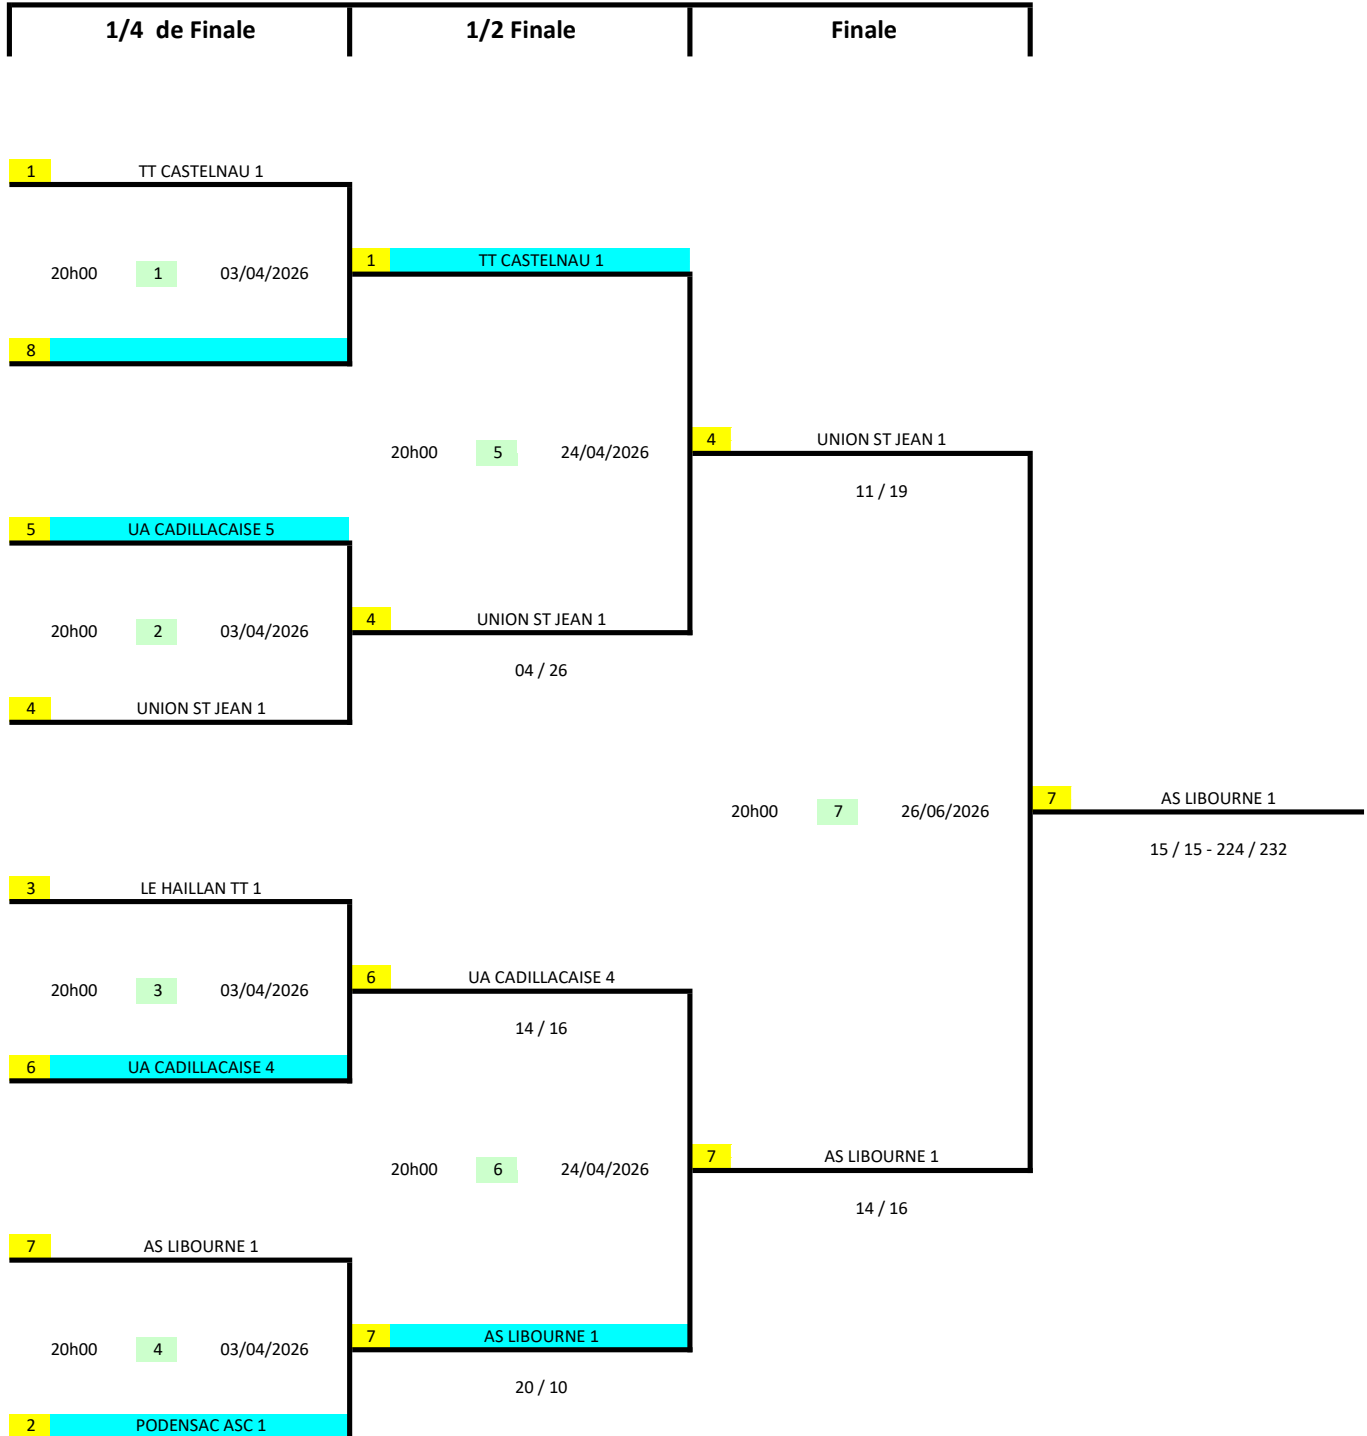 1/4 de Finale 1/2 Finale Finale
1 TT CASTELNAU 1
1 TT CASTELNAU 1
20h00 1 03/04/2026
8
4 UNION ST JEAN 1
20h00 5 24/04/2026
11 / 19
5 UA CADILLACAISE 5
4 UNION ST JEAN 1
20h00 2 03/04/2026
04 / 26
4 UNION ST JEAN 1
7 AS LIBOURNE 1
20h00 7 26/06/2026
15 / 15 - 224 / 232
3 LE HAILLAN TT 1
6 UA CADILLACAISE 4
20h00 3 03/04/2026
14 / 16
6 UA CADILLACAISE 4
7 AS LIBOURNE 1
20h00 6 24/04/2026
14 / 16
7 AS LIBOURNE 1
7 AS LIBOURNE 1
20h00 4 03/04/2026
20 / 10
2 PODENSAC ASC 1